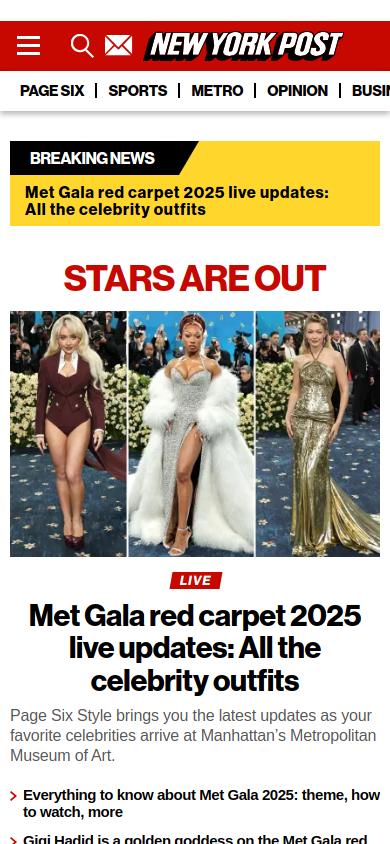 NEW YORK POST
PAGE SIX
SPORTS
METRO
OPINION
BUSIN
BREAKING NEWS
Met Gala red carpet 2025 live updates:
All the celebrity outfits
STARS ARE OUT
LIVE
Met Gala red carpet 2025
live updates: All the
celebrity outfits
Page Six Style brings you the latest updates as your
favorite celebrities arrive at Manhattan’s Metropolitan
Museum of Art.
Everything to know about Met Gala 2025: theme, how
to watch, more
Gigi Hadid is a golden goddess on the Met Gala red